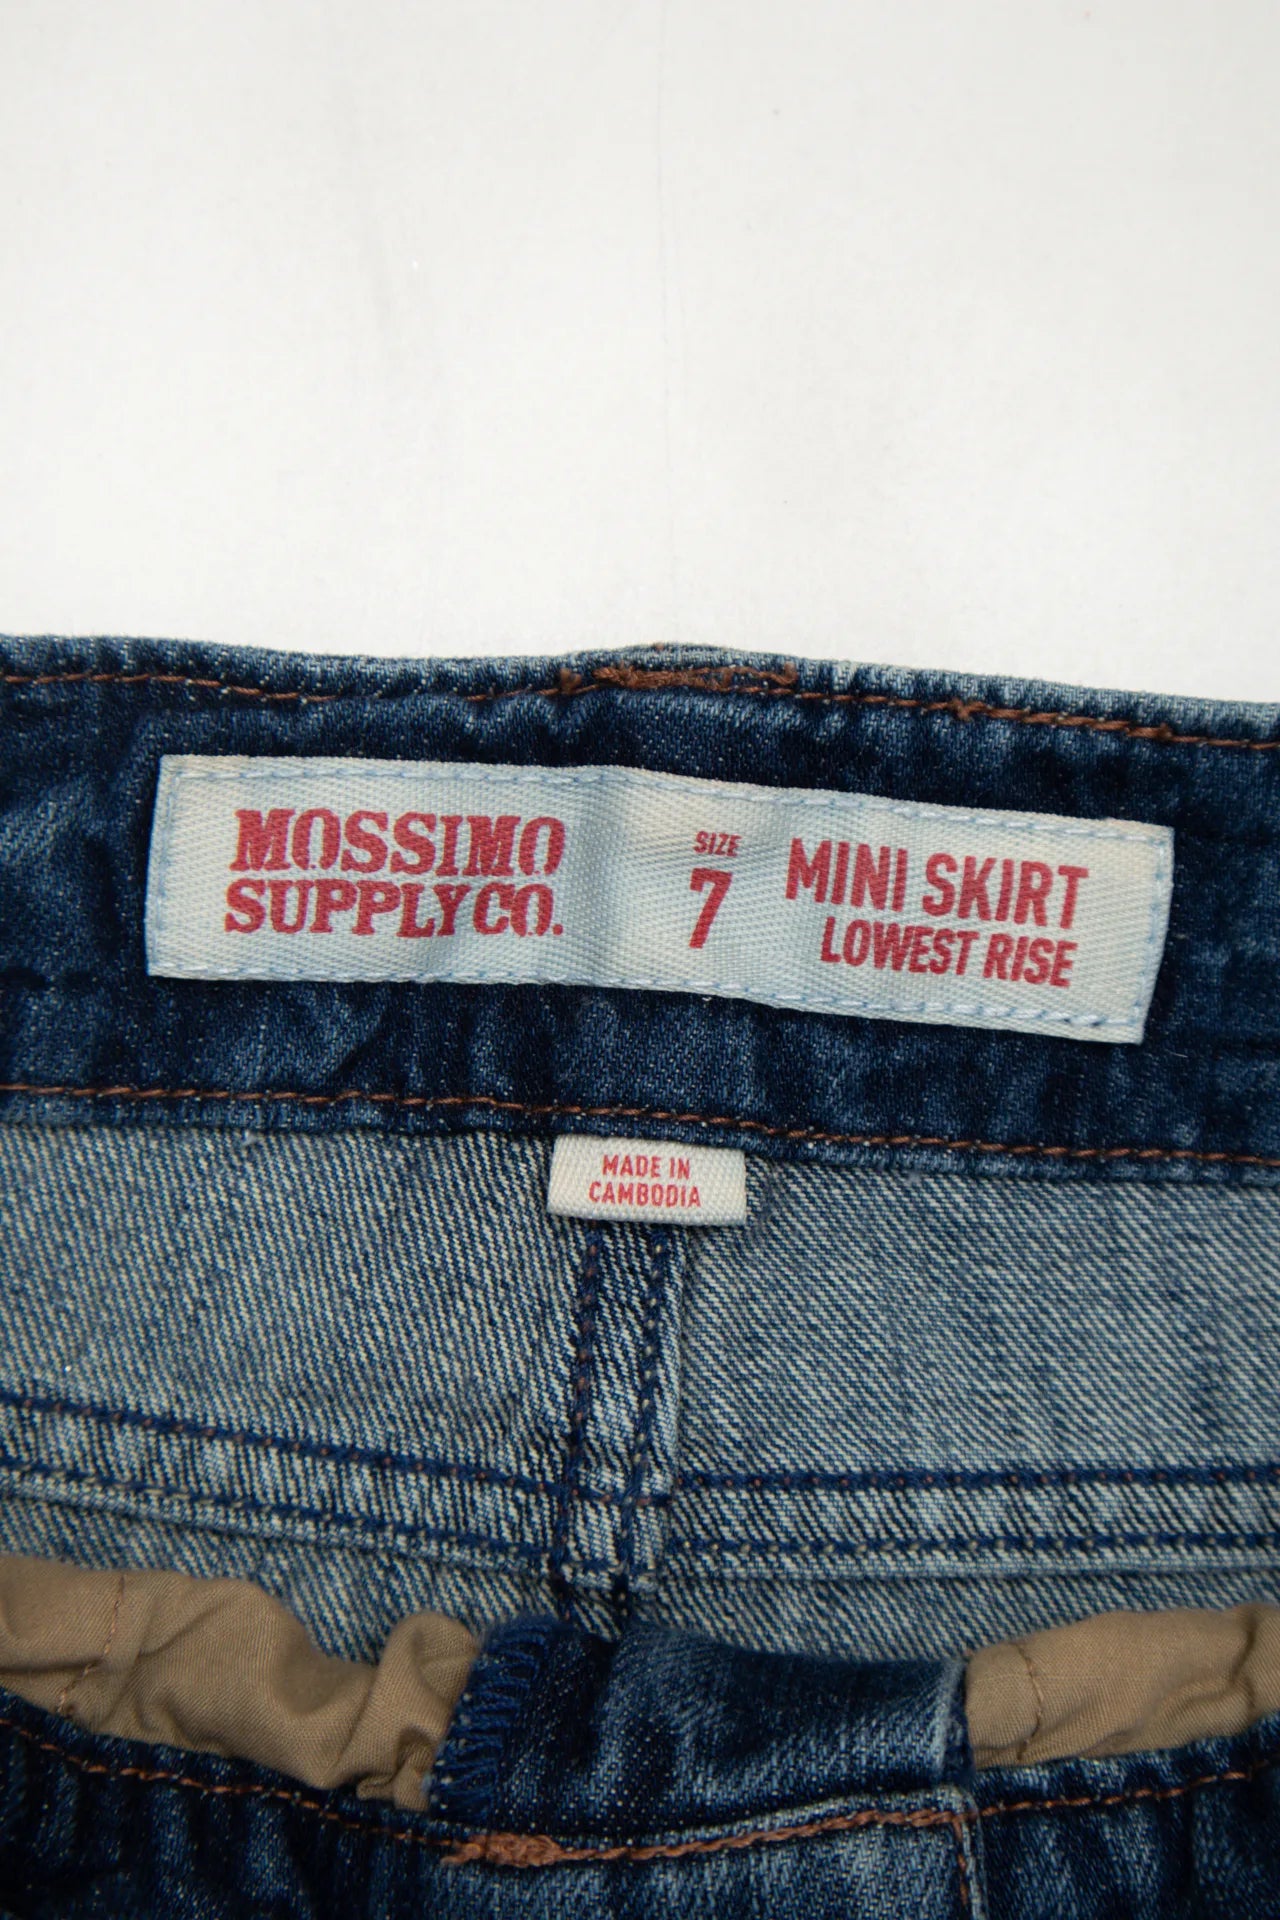 MOSSIMO
SUPPLY CO.
SIZE
7
MINI SKIRT
LOWEST RISE
MADE IN
CAMBODIA